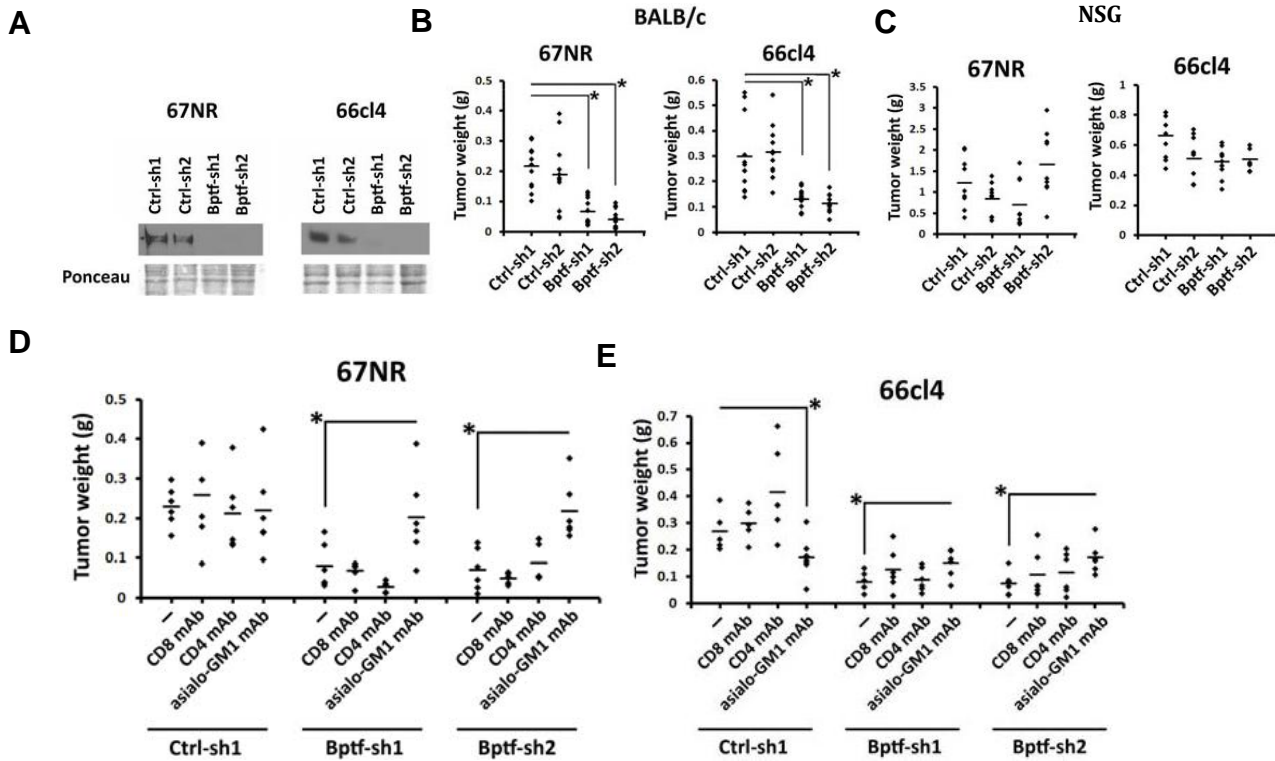 A
67NR
66cl4
Ctrl-sh1
Ctrl-sh2
Bptf-sh1
Bptf-sh2
Ctrl-sh1
Ctrl-sh2
Bptf-sh1
Bptf-sh2
Ponceau
B
BALB/c
67NR
66cl4
Tumor weight (g)
0.5
0.4
0.3
0.2
0.1
0
*
*
Ctrl-sh1
Ctrl-sh2
Bptf-sh1
Bptf-sh2
Tumor weight (g)
0.6
0.5
0.4
0.3
0.2
0.1
0
*
*
Ctrl-sh1
Ctrl-sh2
Bptf-sh1
Bptf-sh2
C
NSG
67NR
66cl4
Tumor weight (g)
3.5
3
2.5
2
1.5
1
0.5
0
Ctrl-sh1
Ctrl-sh2
Bptf-sh1
Bptf-sh2
Tumor weight (g)
1
0.8
0.6
0.4
0.2
0
Ctrl-sh1
Ctrl-sh2
Bptf-sh1
Bptf-sh2
D
67NR
Tumor weight (g)
0.5
0.4
0.3
0.2
0.1
0
*
*
–
CD8 mAb
CD4 mAb
asialo-GM1 mAb
–
CD8 mAb
CD4 mAb
asialo-GM1 mAb
–
CD8 mAb
CD4 mAb
asialo-GM1 mAb
Ctrl-sh1
Bptf-sh1
Bptf-sh2
E
66cl4
Tumor weight (g)
0.7
0.6
0.5
0.4
0.3
0.2
0.1
0
*
*
*
–
CD8 mAb
CD4 mAb
asialo-GM1 mAb
–
CD8 mAb
CD4 mAb
asialo-GM1 mAb
–
CD8 mAb
CD4 mAb
asialo-GM1 mAb
Ctrl-sh1
Bptf-sh1
Bptf-sh2